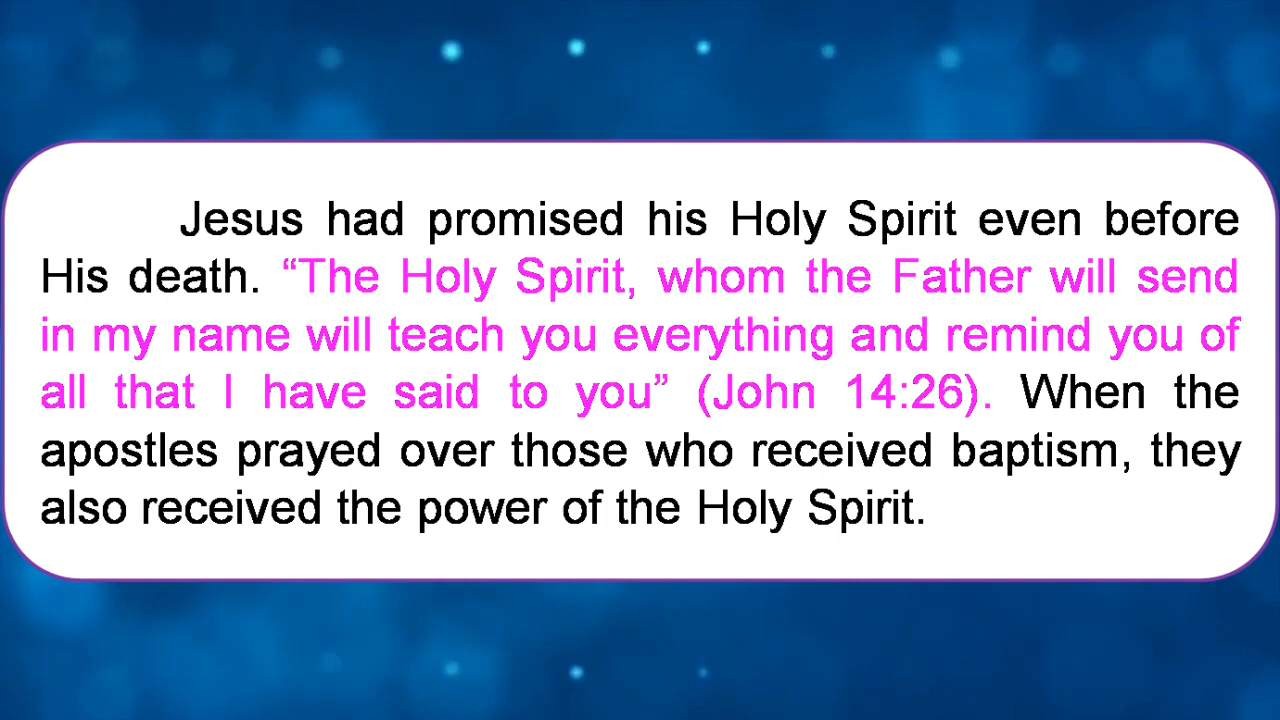 Jesus had promised his Holy Spirit even before
His death. “The Holy Spirit, whom the Father will send
in my name will teach you everything and remind you of
all that I have said to you” (John 14:26). When the
apostles prayed over those who received baptism, they
also received the power of the Holy Spirit.